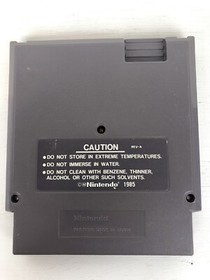 CAUTION
REV-A
•DO NOT STORE IN EXTREME TEMPERATURES.
•DO NOT IMMERSE IN WATER.
•DO NOT CLEAN WITH BENZENE, THINNER,
ALCOHOL OR OTHER SUCH SOLVENTS.
©Nintendo 1985